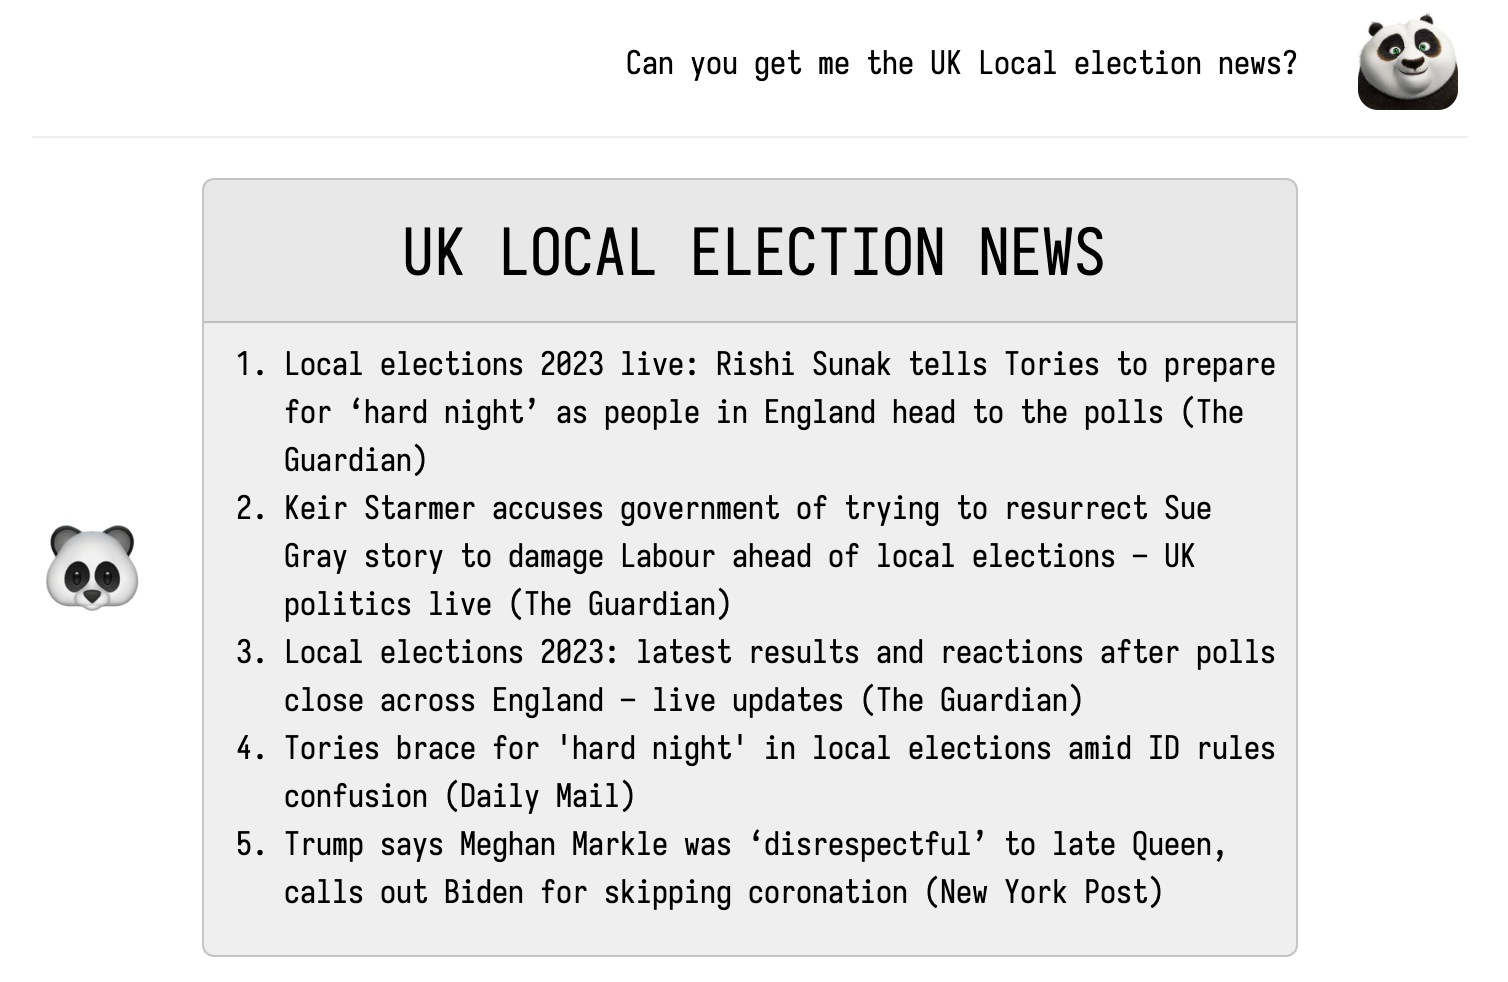 Can you get me the UK Local election news?
UK LOCAL ELECTION NEWS
1. Local elections 2023 live: Rishi Sunak tells Tories to prepare
for ‘hard night’ as people in England head to the polls (The
Guardian)
2. Keir Starmer accuses government of trying to resurrect Sue
Gray story to damage Labour ahead of local elections – UK
politics live (The Guardian)
3. Local elections 2023: latest results and reactions after polls
close across England – live updates (The Guardian)
4. Tories brace for 'hard night' in local elections amid ID rules
confusion (Daily Mail)
5. Trump says Meghan Markle was ‘disrespectful’ to late Queen,
calls out Biden for skipping coronation (New York Post)